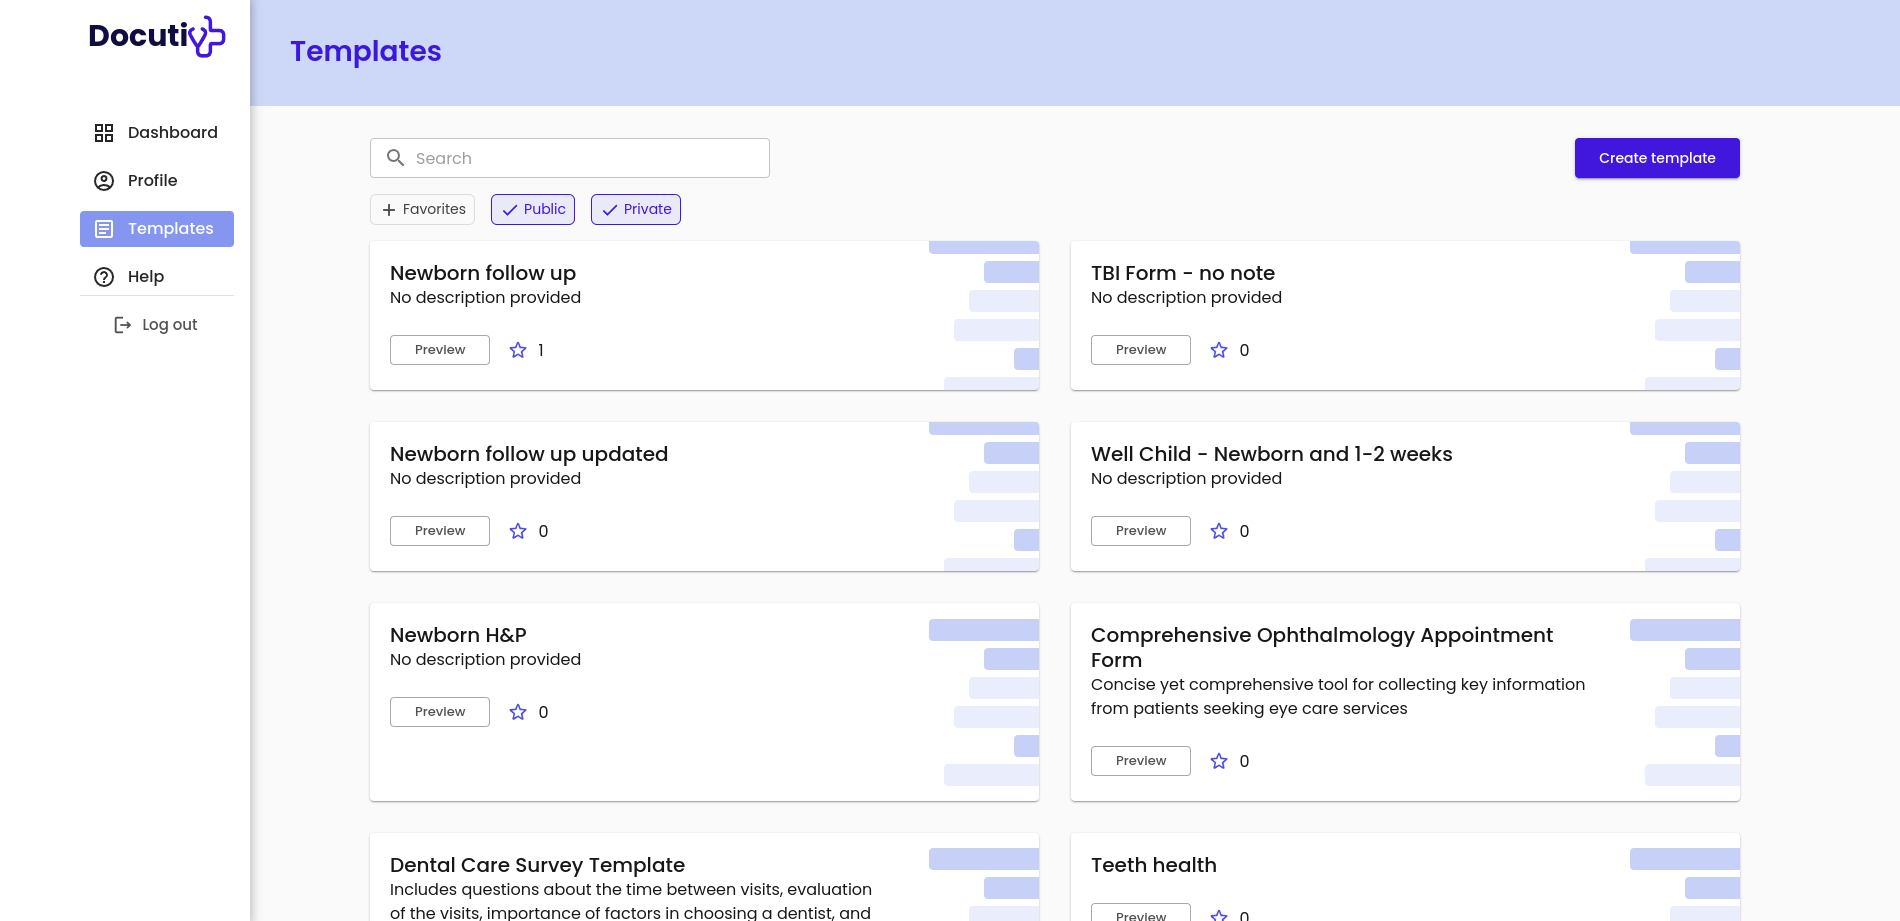 Docutiv
Templates
Dashboard
Profile
Templates
Help
Log out
Search
Create template
Favorites Public Private
Newborn follow up
No description provided
Preview 1
TBI Form - no note
No description provided
Preview 0
Newborn follow up updated
No description provided
Preview 0
Well Child - Newborn and 1-2 weeks
No description provided
Preview 0
Newborn H&P
No description provided
Preview 0
Comprehensive Ophthalmology Appointment
Form
Concise yet comprehensive tool for collecting key information
from patients seeking eye care services
Preview 0
Dental Care Survey Template
Includes questions about the time between visits, evaluation
of the visits, importance of factors in choosing a dentist, and
Teeth health
Preview 0